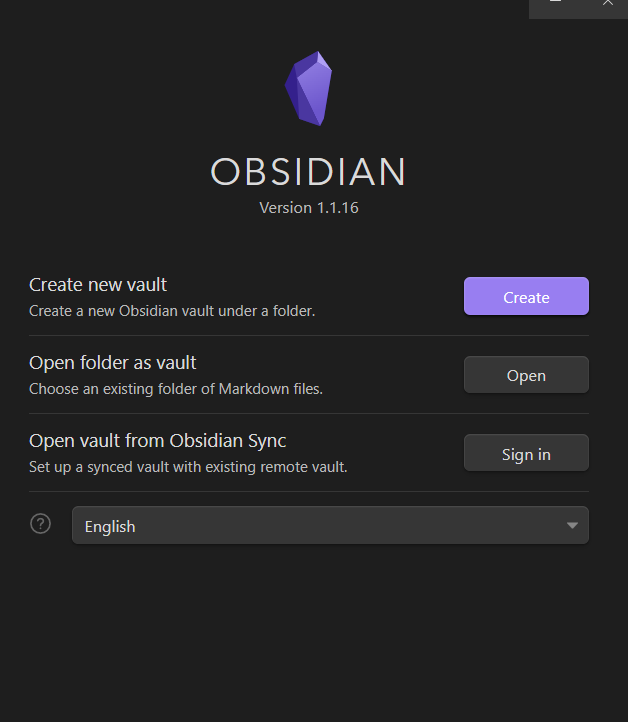 OBSIDIAN
Version 1.1.16
Create new vault
Create a new Obsidian vault under a folder.
Create
Open folder as vault
Choose an existing folder of Markdown files.
Open
Open vault from Obsidian Sync
Set up a synced vault with existing remote vault.
Sign in
?
English